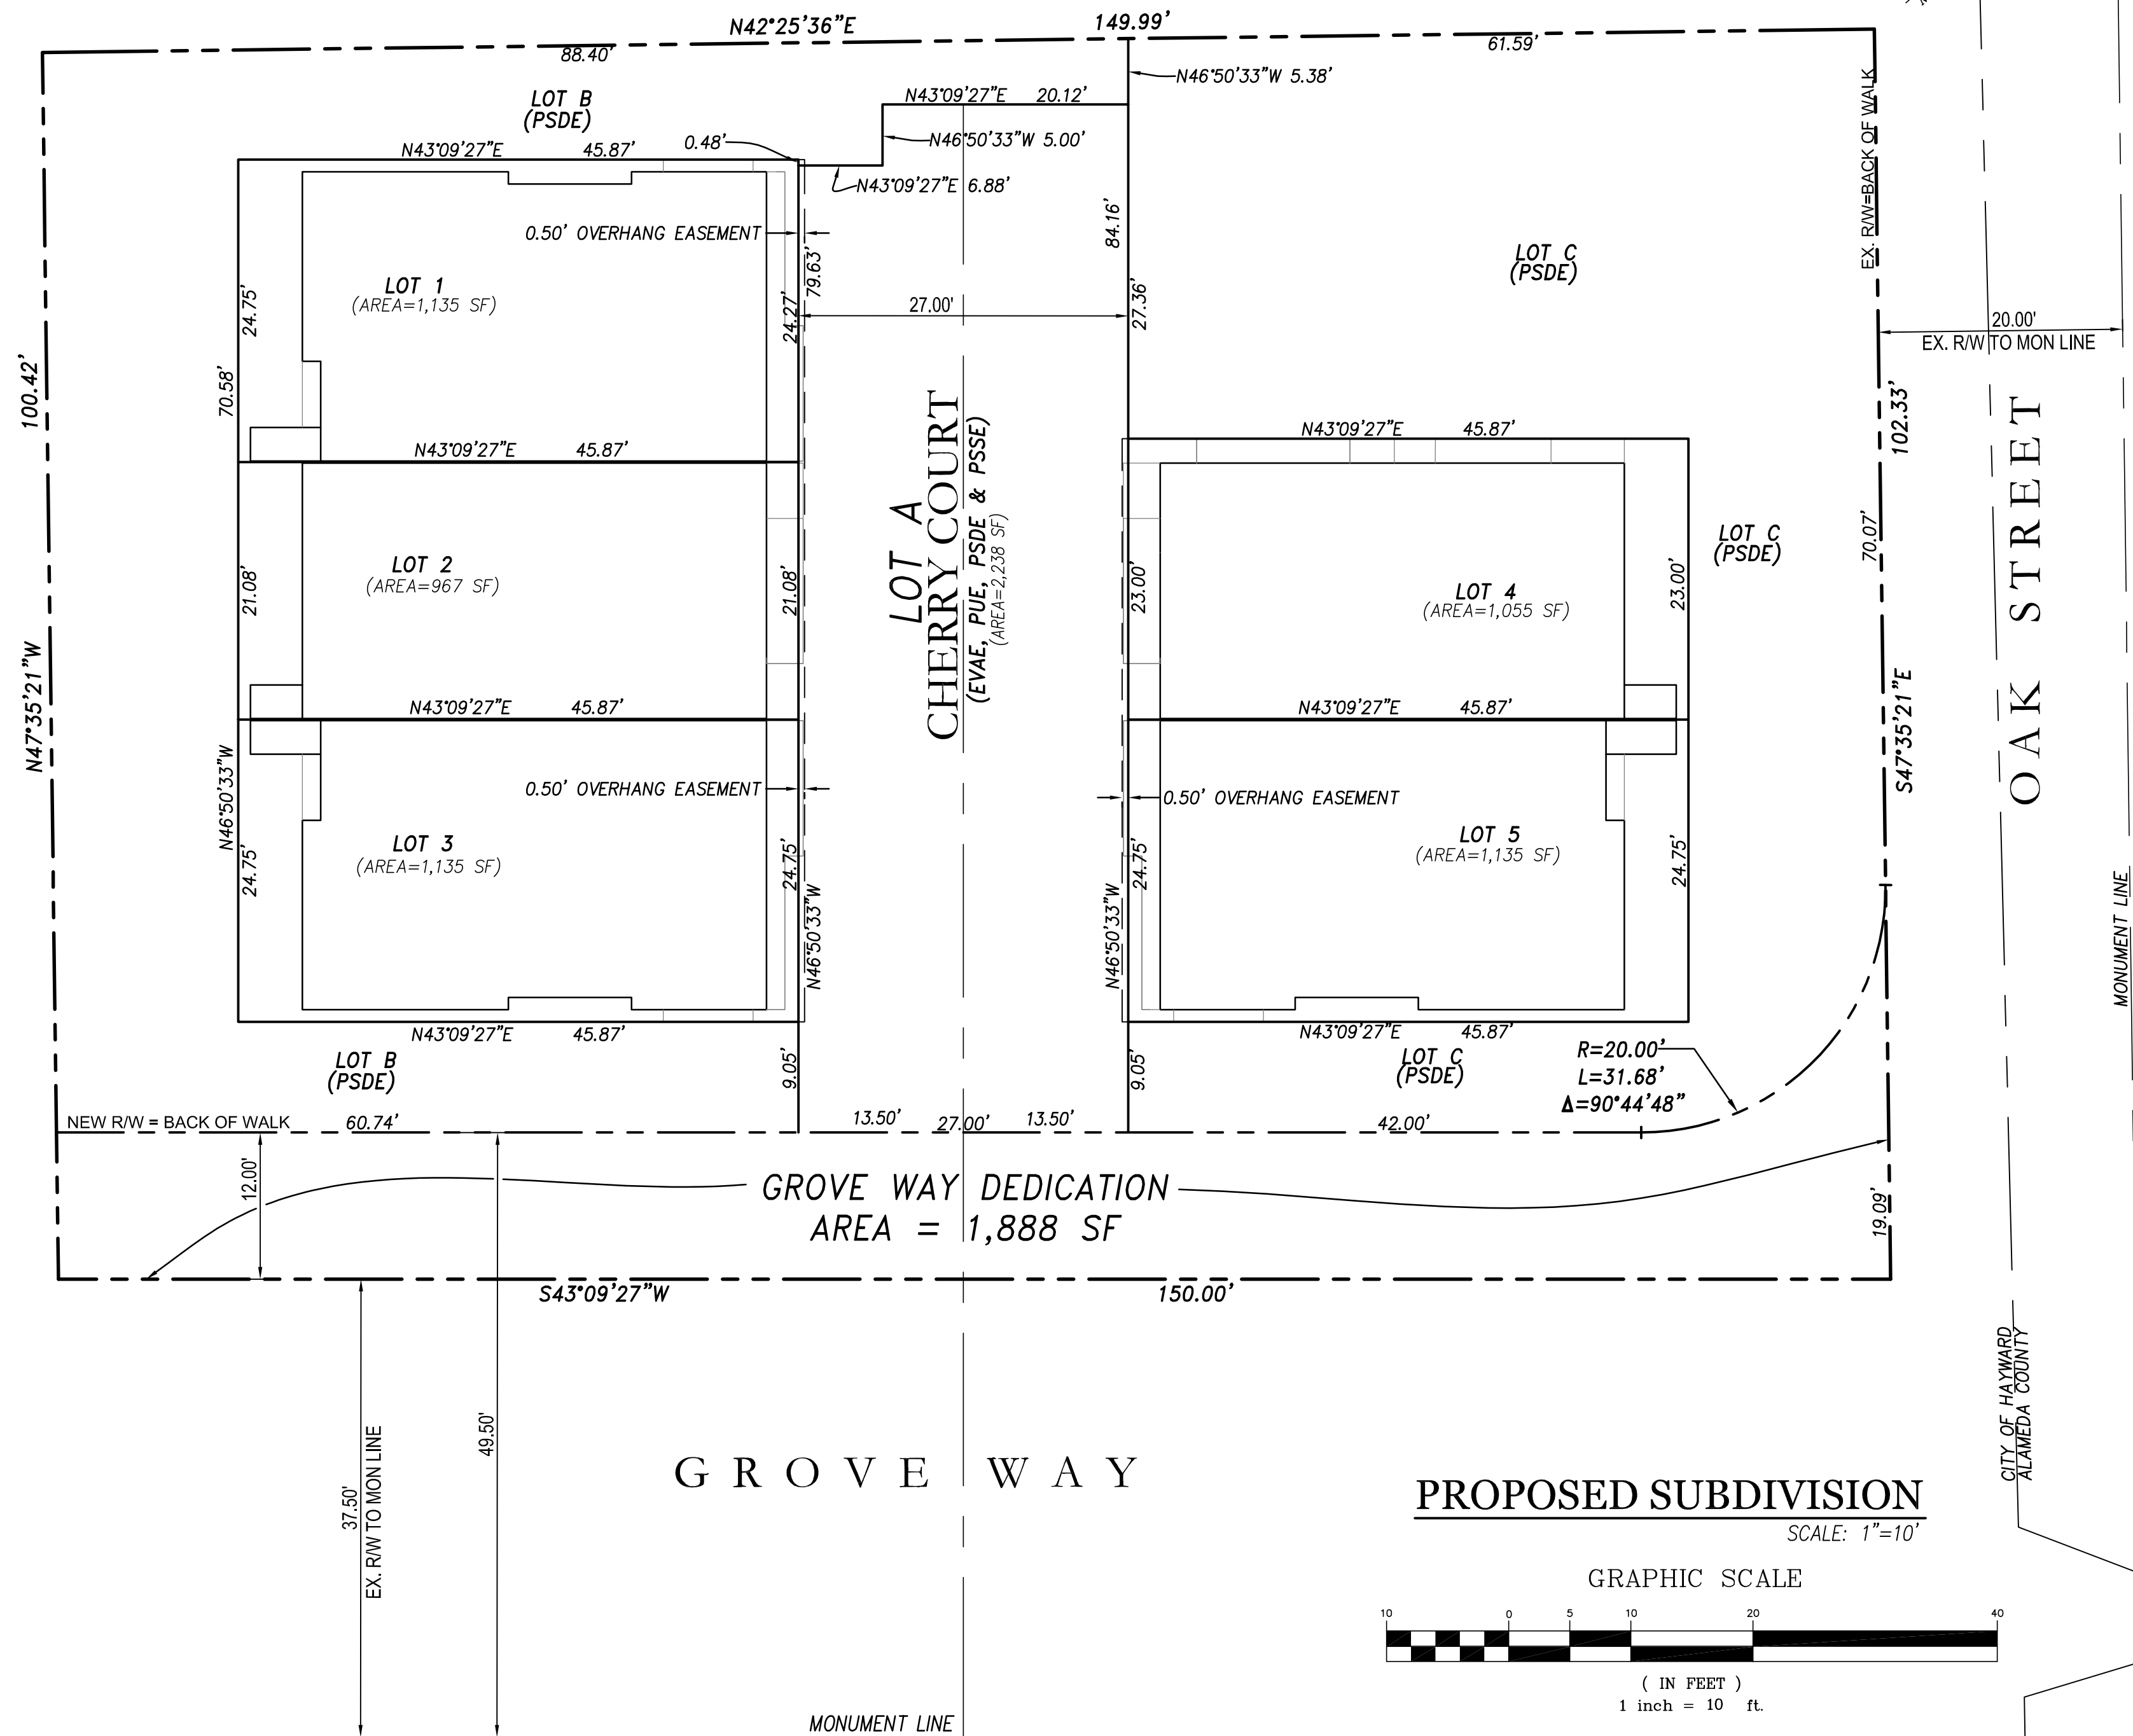 N42°25'36"E 149.99'
88.40' 61.59'
N46°50'33"W 5.38'
LOT B
(PSDE)
N43°09'27"E 20.12'
N43°09'27"E 45.87'
0.48'
N46°50'33"W 5.00'
N43°09'27"E 6.88'
EX. R/W=BACK OF WALK
0.50' OVERHANG EASEMENT
79.63'
84.16'
LOT C
(PSDE)
LOT 1
(AREA=1,135 SF)
24.75'
24.27'
27.00'
27.36'
20.00'
EX. R/W TO MON LINE
100.42'
70.58'
102.33'
N43°09'27"E 45.87'
N43°09'27"E 45.87'
LOT A
CHERRY COURT
(EVAE, PUE, PSDE & PSSE)
(AREA=2,238 SF)
OAK STREET
LOT 2
(AREA=967 SF)
21.08'
21.08'
23.00'
LOT 4
(AREA=1,055 SF)
23.00'
LOT C
(PSDE)
70.07'
N47°35'21"W
S47°35'21"E
N43°09'27"E 45.87'
N43°09'27"E 45.87'
N46°50'33"W
0.50' OVERHANG EASEMENT
0.50' OVERHANG EASEMENT
LOT 3
(AREA=1,135 SF)
24.75'
24.75'
N46°50'33"W
N46°50'33"W
24.75'
LOT 5
(AREA=1,135 SF)
24.75'
MONUMENT LINE
N43°09'27"E 45.87'
N43°09'27"E 45.87'
LOT B
(PSDE)
9.05'
9.05'
LOT C
(PSDE)
R=20.00'
L=31.68'
Δ=90°44'48"
NEW R/W = BACK OF WALK 60.74'
13.50' 27.00' 13.50'
42.00'
12.00'
GROVE WAY DEDICATION
AREA = 1,888 SF
19.09'
S43°09'27"W 150.00'
37.50'
EX. R/W TO MON LINE
49.50'
GROVE WAY
CITY OF HAYWARD
ALAMEDA COUNTY
PROPOSED SUBDIVISION
SCALE: 1"=10'
GRAPHIC SCALE
10 0 5 10 20 40
( IN FEET )
1 inch = 10 ft.
MONUMENT LINE